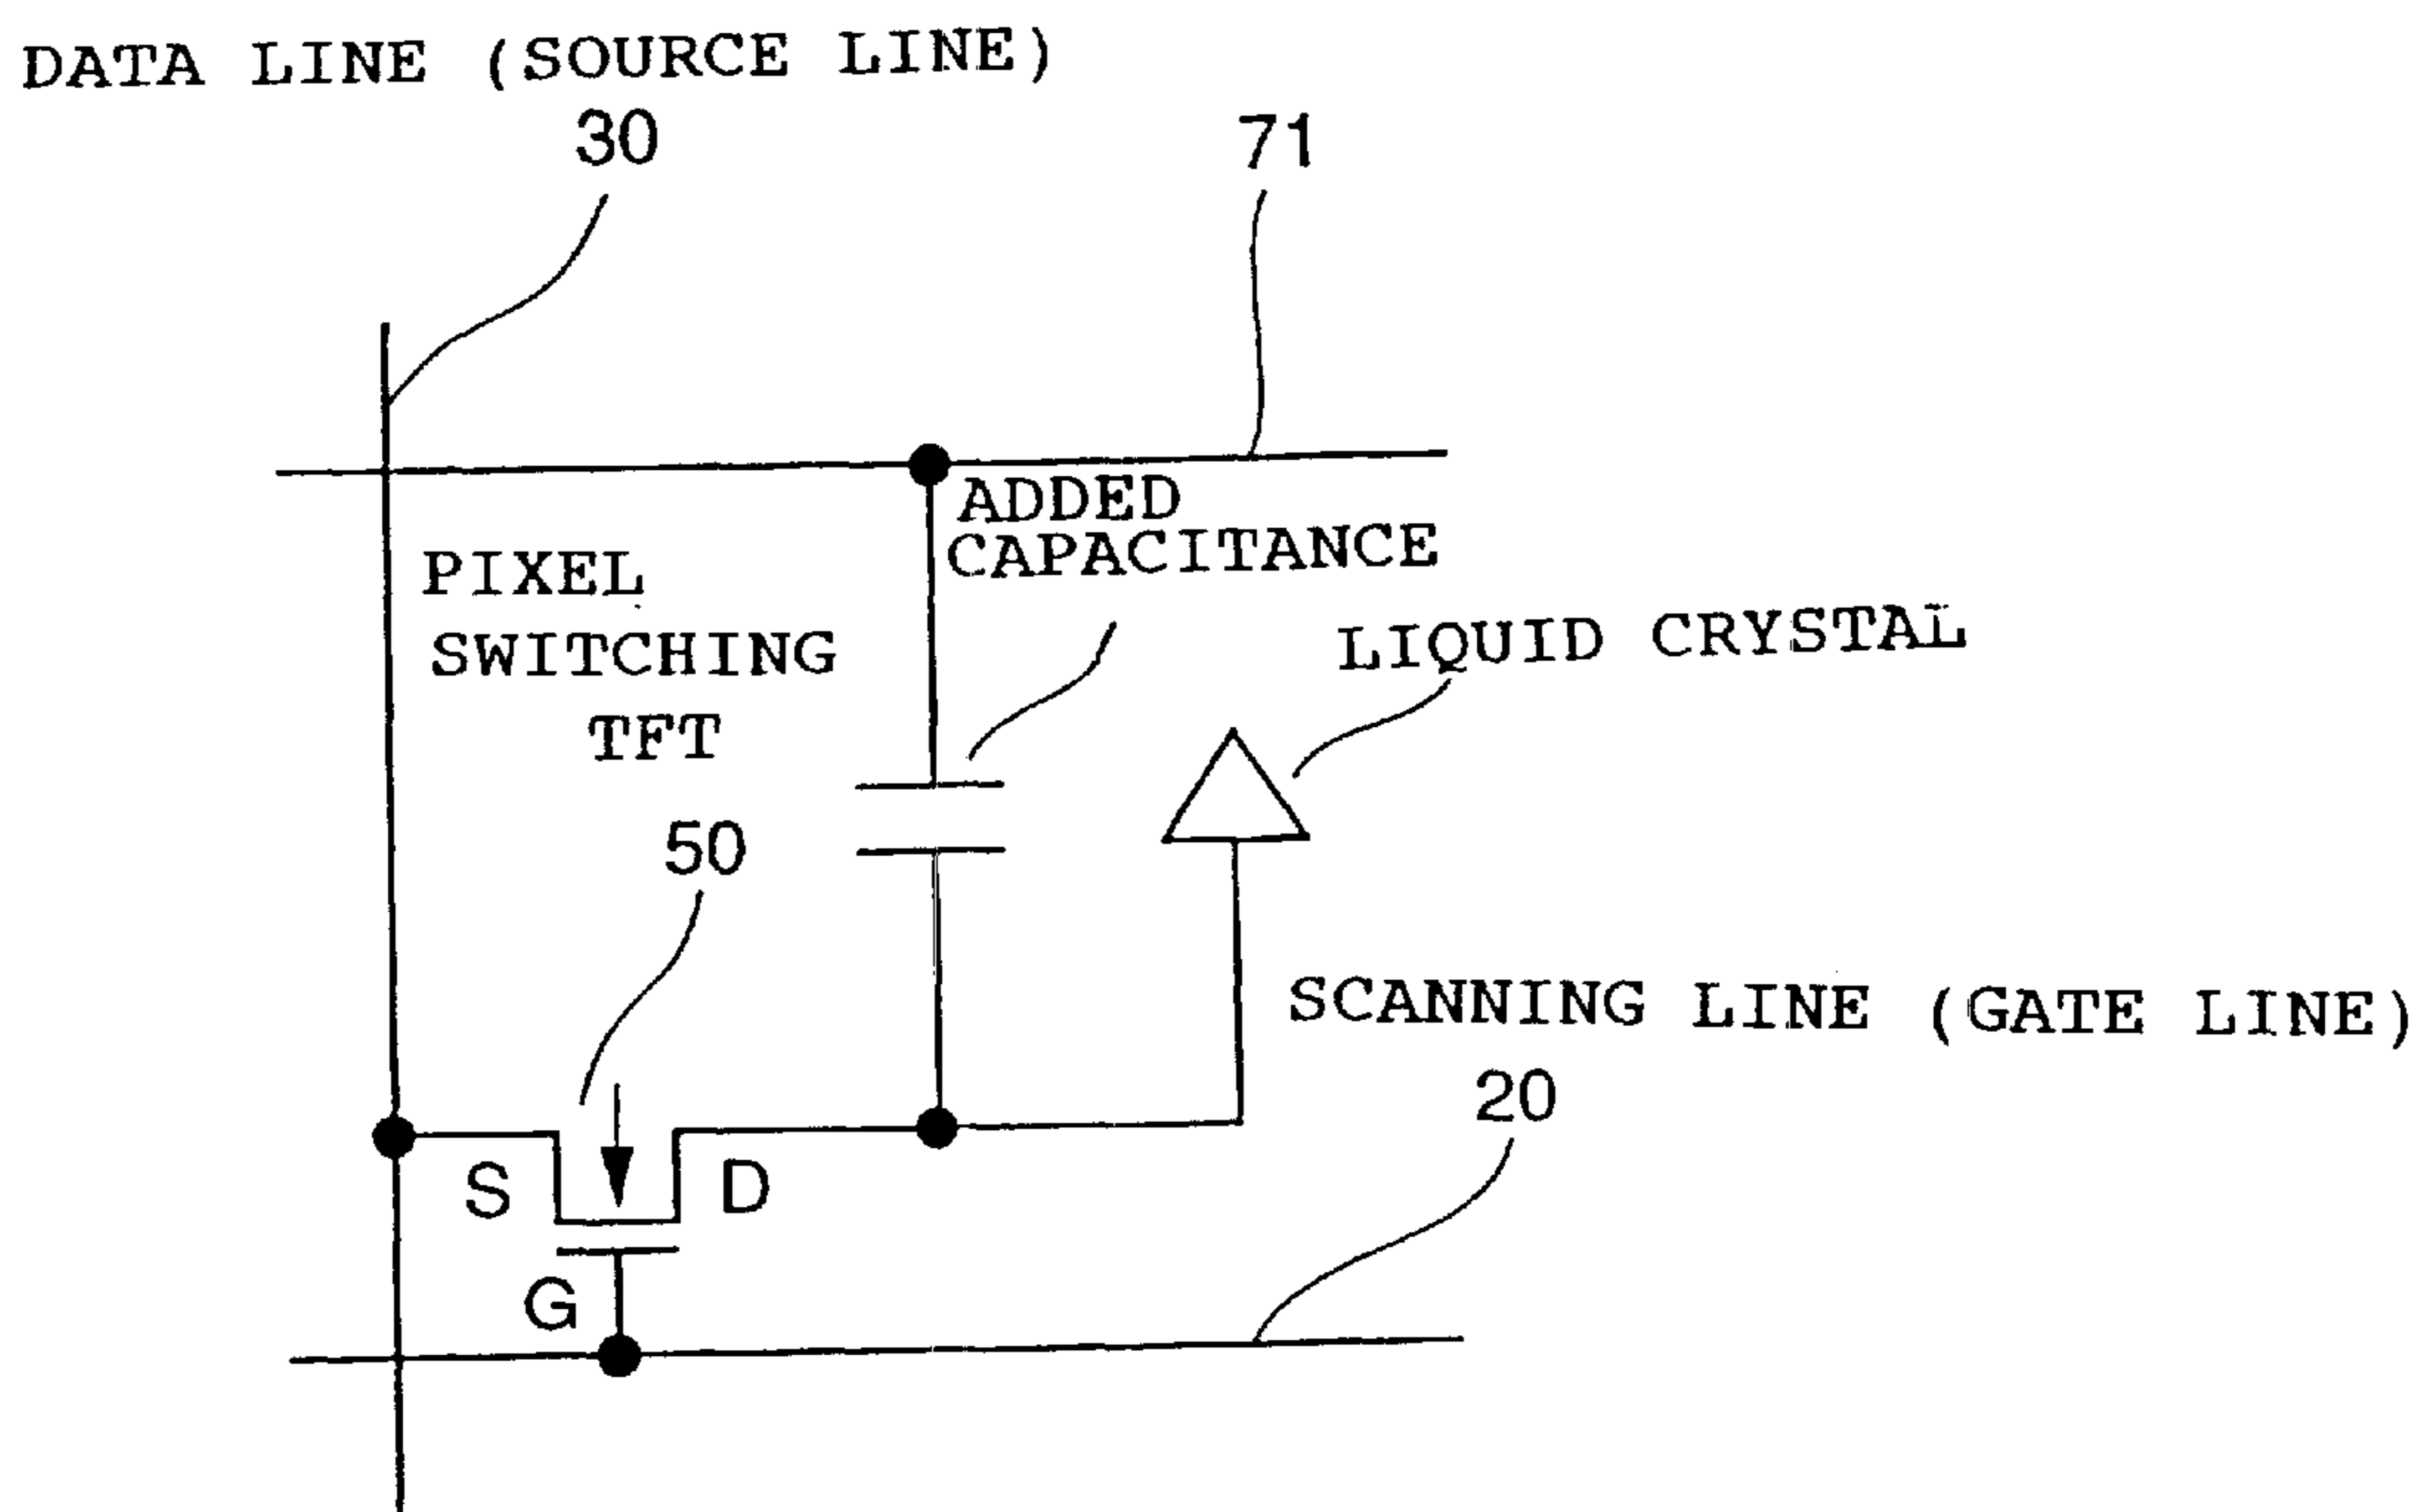 DATA LINE (SOURCE LINE)
30
71
ADDED
CAPACITANCE
PIXEL
SWITCHING
TFT
LIQUID CRYSTAL
50
SCANNING LINE (GATE LINE)
20
S
D
G